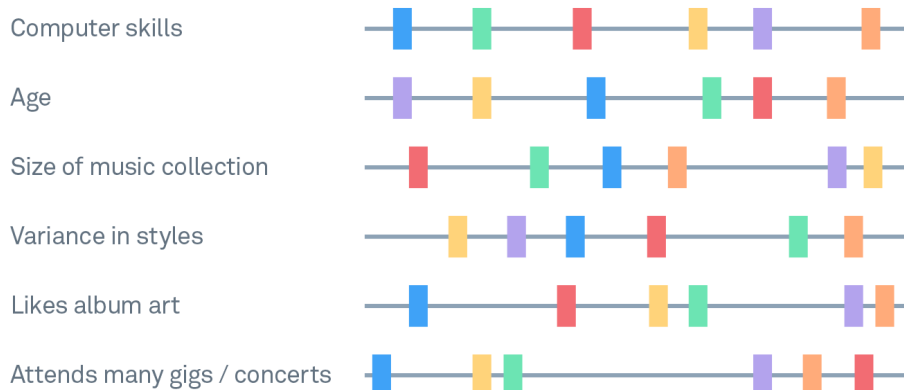 Computer skills
Age
Size of music collection
Variance in styles
Likes album art
Attends many gigs / concerts